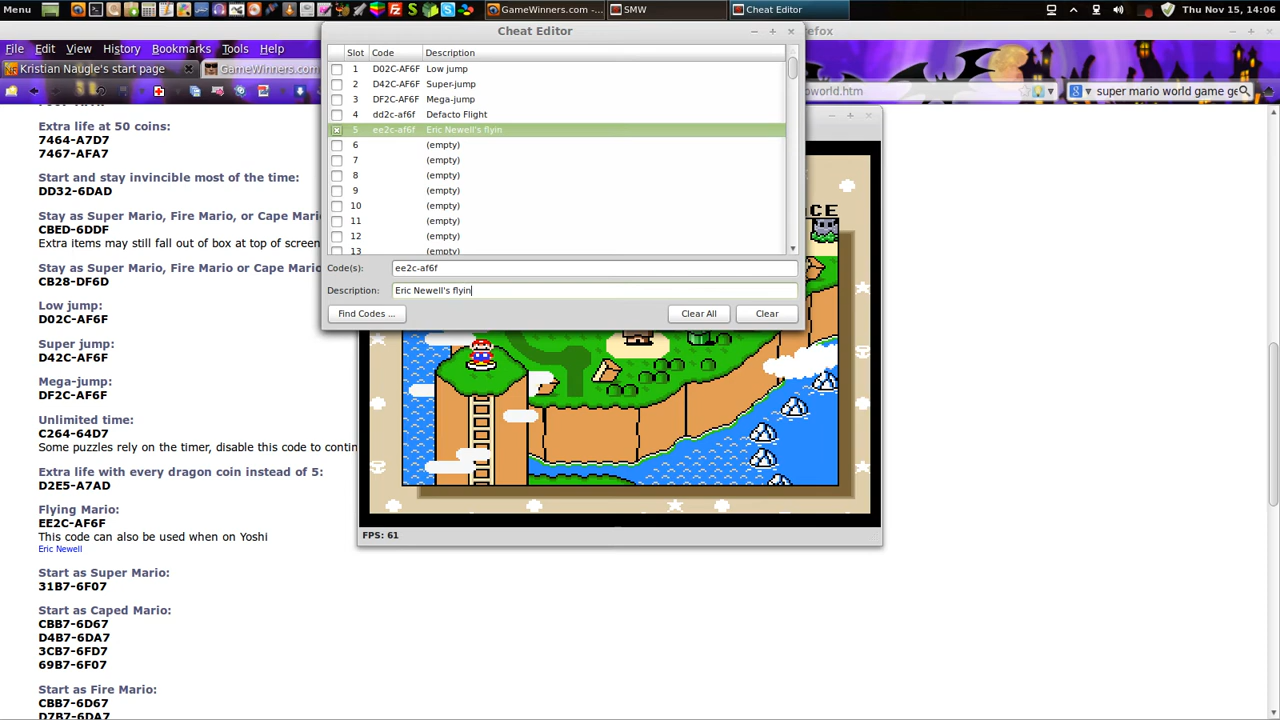 Menu
GameWinners.com -...
SMW
Cheat Editor
Thu Nov 15, 14:06
Cheat Editor
efox
File Edit View History Bookmarks Tools Help
Kristian Naugle's start page
GameWinners.com
oworld.htm
super mario world game ge
Slot Code Description
1 D02C-AF6F Low jump
2 D42C-AF6F Super-jump
3 DF2C-AF6F Mega-jump
4 dd2c-af6f Defacto Flight
5 ee2c-af6f Eric Newell's flyin
6 (empty)
7 (empty)
8 (empty)
9 (empty)
10 (empty)
11 (empty)
12 (empty)
13 (empty)
Code(s): ee2c-af6f
Description: Eric Newell's flyin
Find Codes ...
Clear All
Clear
Extra life at 50 coins:
7464-A7D7
7467-AFA7
Start and stay invincible most of the time:
DD32-6DAD
Stay as Super Mario, Fire Mario, or Cape Mari
CBED-6DDF
Extra items may still fall out of box at top of screen
Stay as Super Mario, Fire Mario or Cape Mario
CB28-DF6D
Low jump:
D02C-AF6F
Super jump:
D42C-AF6F
Mega-jump:
DF2C-AF6F
Unlimited time:
C264-64D7
Some puzzles rely on the timer, disable this code to contin
Extra life with every dragon coin instead of 5:
D2E5-A7AD
Flying Mario:
EE2C-AF6F
This code can also be used when on Yoshi
Eric Newell
Start as Super Mario:
31B7-6F07
Start as Caped Mario:
CBB7-6D67
D4B7-6DA7
3CB7-6FD7
69B7-6F07
Start as Fire Mario:
CBB7-6D67
D7B7-6DA7
CE
FPS: 61